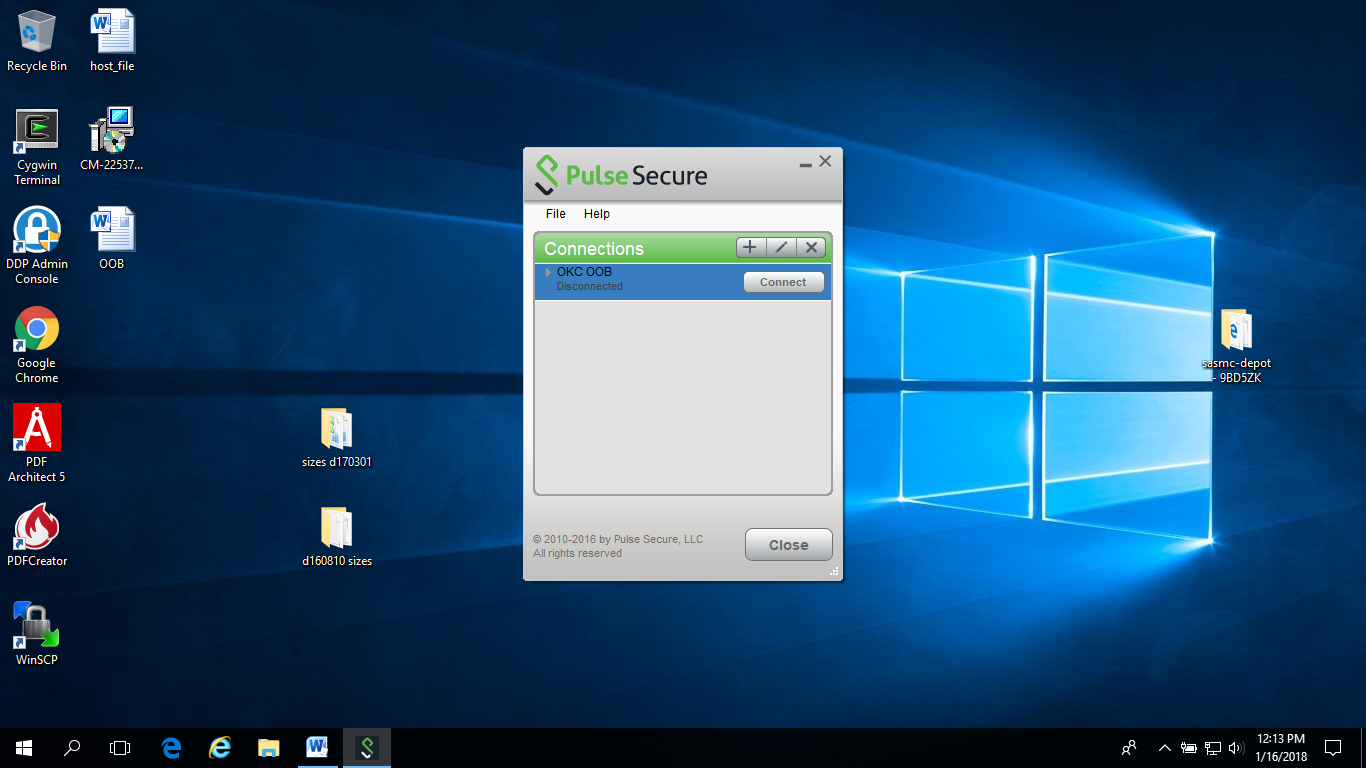 Recycle Bin
host_file
Cygwin
Terminal
CM-22537...
DDP Admin
Console
OOB
Google
Chrome
PDF
Architect 5
PDFCreator
WinSCP
sizes d170301
d160810 sizes
Pulse Secure
File Help
Connections
OKC OOB
Disconnected
Connect
© 2010-2016 by Pulse Secure, LLC
All rights reserved
Close
sasmc-depot
- 9BD5ZK
12:13 PM
1/16/2018